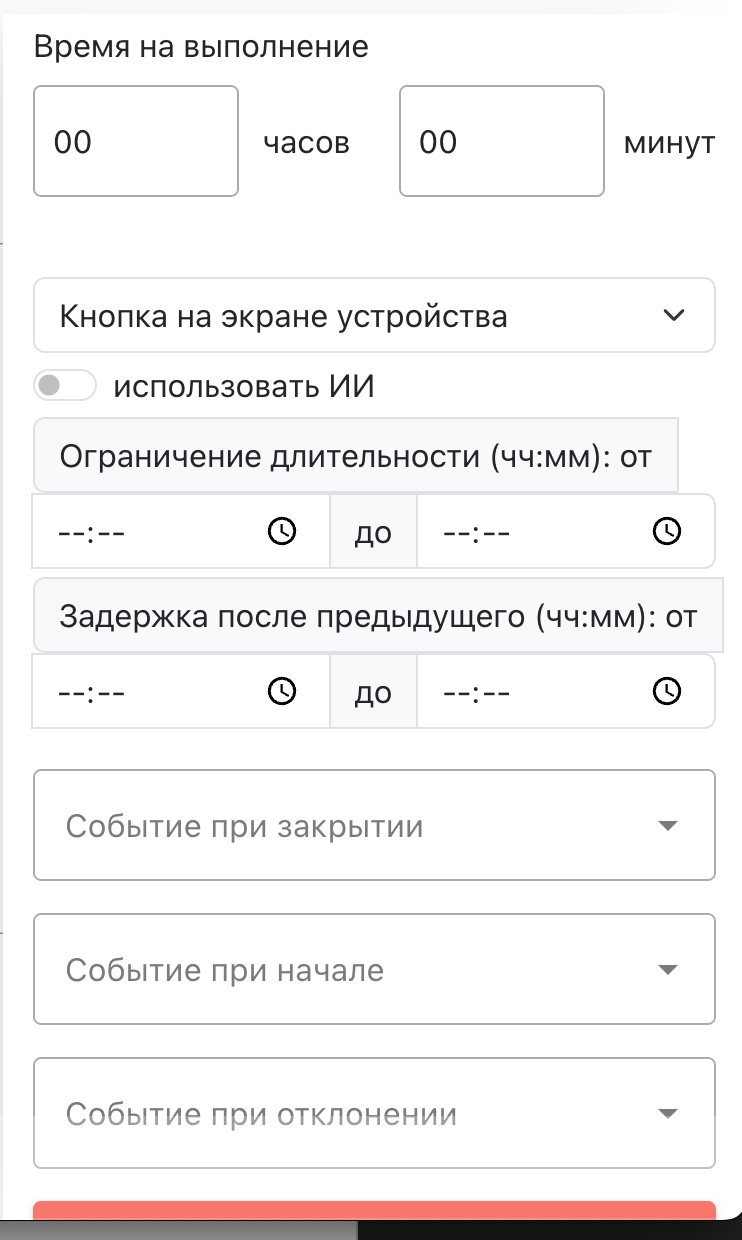 Время на выполнение
00 часов 00 минут
Кнопка на экране устройства
использовать ИИ
Ограничение длительности (чч:мм): от
--:-- до --:--
Задержка после предыдущего (чч:мм): от
--:-- до --:--
Событие при закрытии
Событие при начале
Событие при отклонении